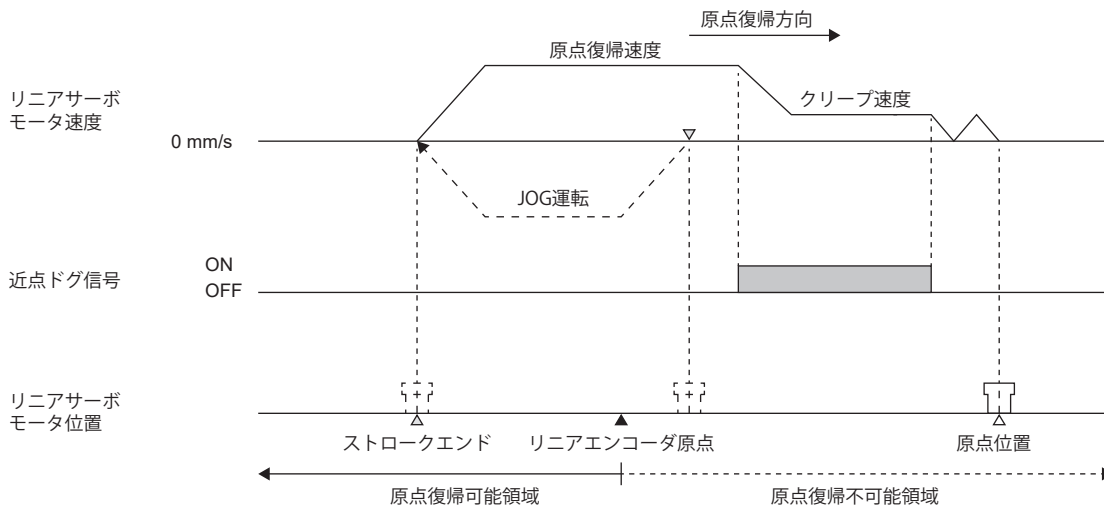 原点復帰方向
原点復帰速度
リニアサーボ
モータ速度
クリープ速度
0 mm/s
JOG運転
近点ドグ信号
ON
OFF
リニアサーボ
モータ位置
ストロークエンド
リニアエンコーダ原点
原点位置
原点復帰可能領域
原点復帰不可能領域